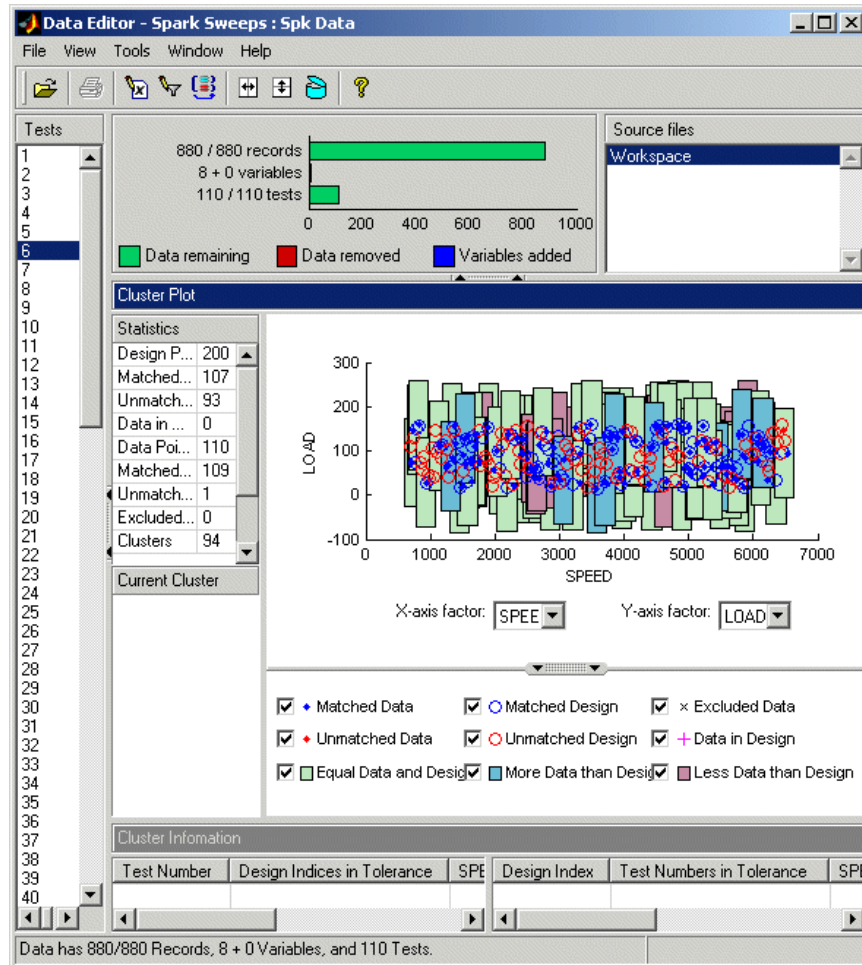 Data Editor - Spark Sweeps : Spk Data
File View Tools Window Help
Tests
1
2
3
4
5
6
7
8
9
10
11
12
13
14
15
16
17
18
19
20
21
22
23
24
25
26
27
28
29
30
31
32
33
34
35
36
37
38
39
40
880 / 880 records
8 + 0 variables
110 / 110 tests
0 200 400 600 800 1000
Data remaining Data removed Variables added
Source files
Workspace
Cluster Plot
Statistics
Design P... 200
Matched... 107
Unmatch... 93
Data in ... 0
Data Poi... 110
Matched... 109
Unmatch... 1
Excluded... 0
Clusters 94
Current Cluster
300
200
100
0
-100
LOAD
0 1000 2000 3000 4000 5000 6000 7000
SPEED
X-axis factor: SPEE Y-axis factor: LOAD
Matched Data Matched Design Excluded Data
Unmatched Data Unmatched Design Data in Design
Equal Data and Desig More Data than Desig Less Data than Design
Cluster Infomation
Test Number Design Indices in Tolerance SPE Design Index Test Numbers in Tolerance SPE
Data has 880/880 Records, 8 + 0 Variables, and 110 Tests.